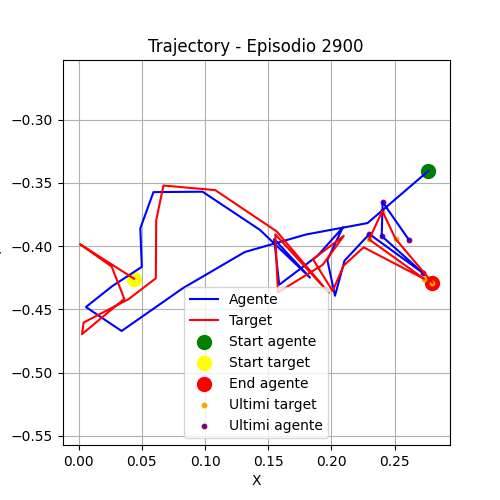 Trajectory - Episodio 2900
−0.30
−0.35
−0.40
−0.45
−0.50
−0.55
Agente
Target
Start agente
Start target
End agente
Ultimi target
Ultimi agente
0.00 0.05 0.10 0.15 0.20 0.25
X